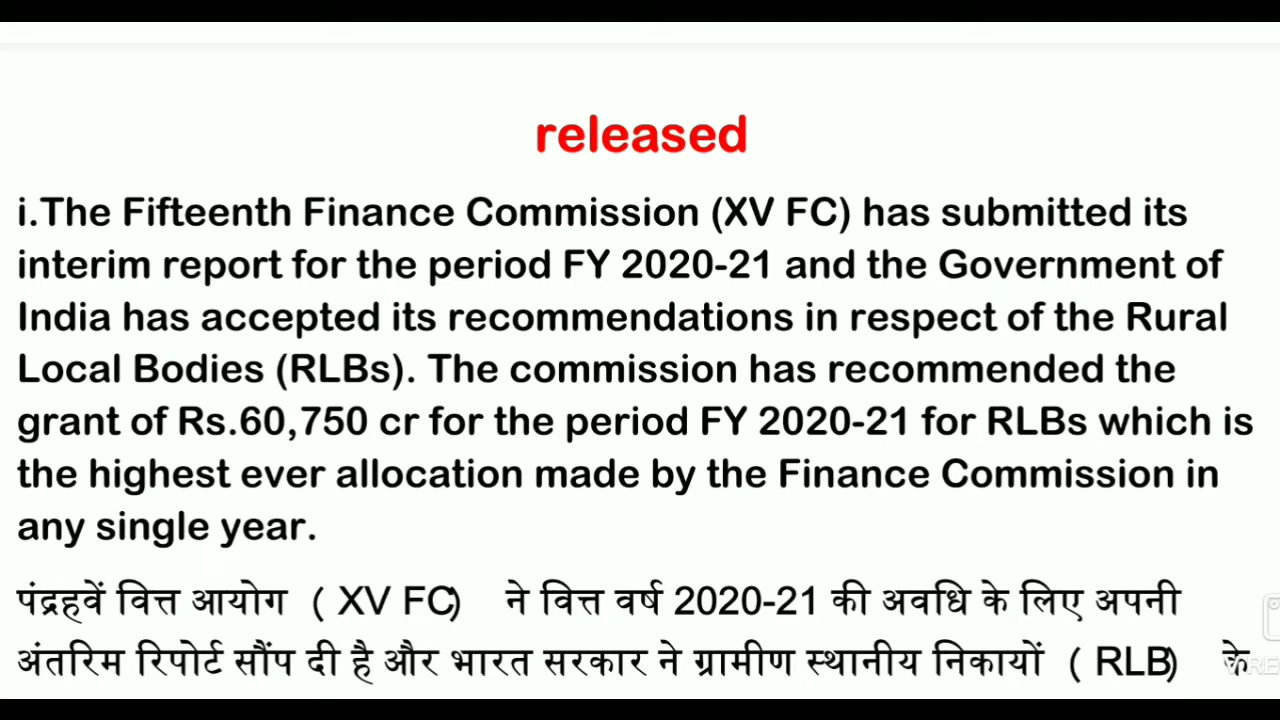 released
i.The Fifteenth Finance Commission (XV FC) has submitted its
interim report for the period FY 2020-21 and the Government of
India has accepted its recommendations in respect of the Rural
Local Bodies (RLBs). The commission has recommended the
grant of Rs.60,750 cr for the period FY 2020-21 for RLBs which is
the highest ever allocation made by the Finance Commission in
any single year.
पंद्रहवें वित्त आयोग ( XV FC) ने वित्त वर्ष 2020-21 की अवधि के लिए अपनी
अंतरिम रिपोर्ट सौंप दी है और भारत सरकार ने ग्रामीण स्थानीय निकायों ( RLB) के